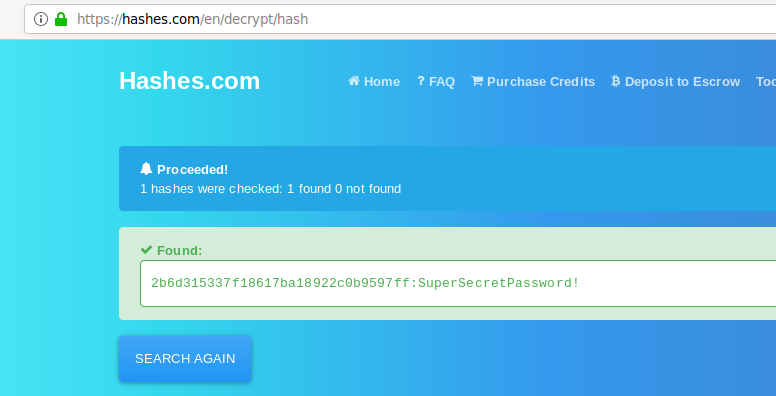 https://hashes.com/en/decrypt/hash
Hashes.com
Home ? FAQ Purchase Credits Deposit to Escrow Too
Proceeded!
1 hashes were checked: 1 found 0 not found
Found:
2b6d315337f18617ba18922c0b9597ff:SuperSecretPassword!
SEARCH AGAIN